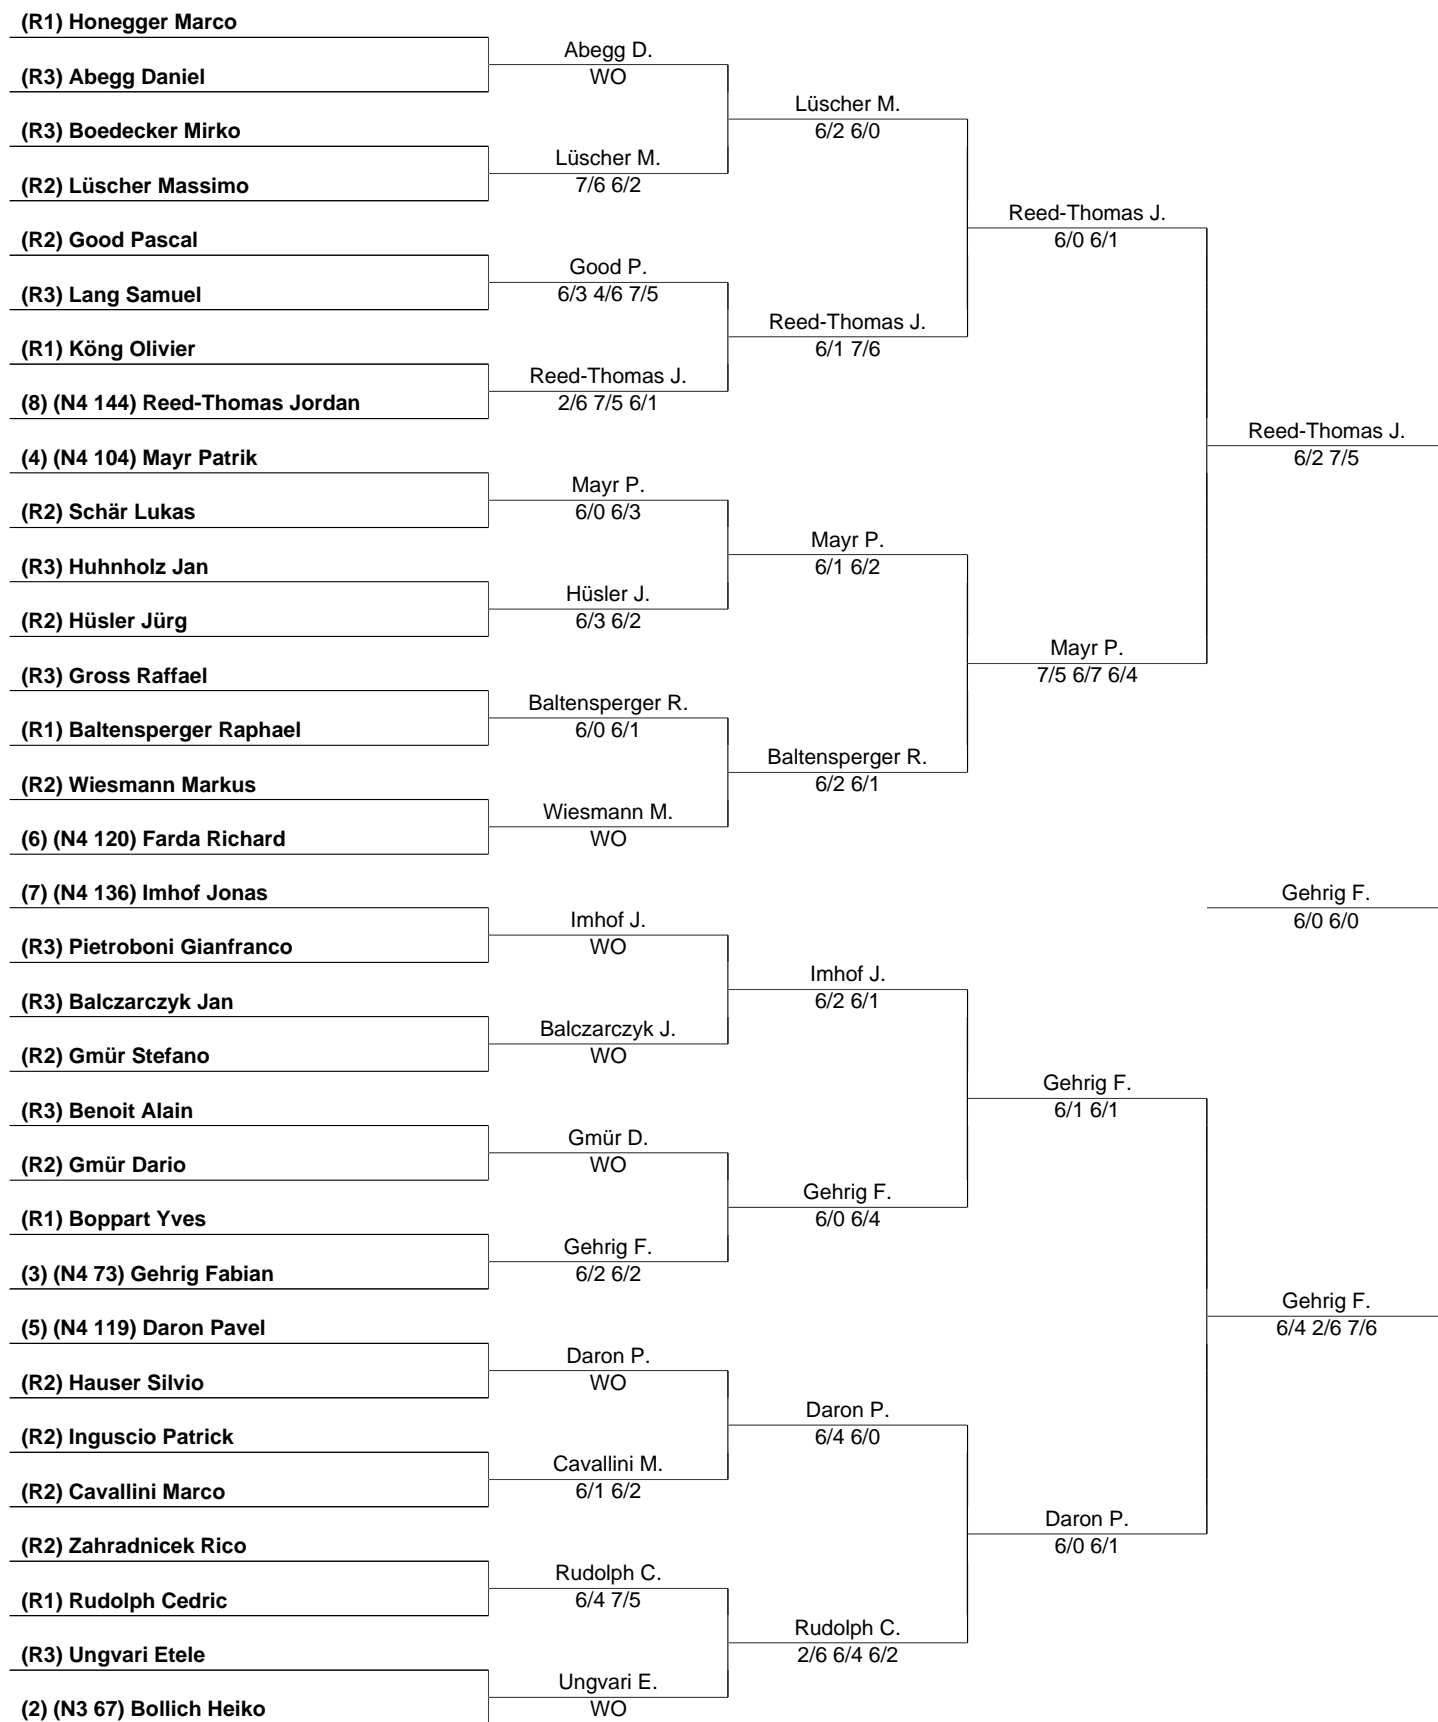 (R1) Honegger Marco
(R3) Abegg Daniel
(R3) Boedecker Mirko
(R2) Lüscher Massimo
(R2) Good Pascal
(R3) Lang Samuel
(R1) Köng Olivier
(8) (N4 144) Reed-Thomas Jordan
(4) (N4 104) Mayr Patrik
(R2) Schär Lukas
(R3) Huhnholz Jan
(R2) Hüsler Jürg
(R3) Gross Raffael
(R1) Baltensperger Raphael
(R2) Wiesmann Markus
(6) (N4 120) Farda Richard
(7) (N4 136) Imhof Jonas
(R3) Pietroboni Gianfranco
(R3) Balczarczyk Jan
(R2) Gmür Stefano
(R3) Benoit Alain
(R2) Gmür Dario
(R1) Boppart Yves
(3) (N4 73) Gehrig Fabian
(5) (N4 119) Daron Pavel
(R2) Hauser Silvio
(R2) Inguscio Patrick
(R2) Cavallini Marco
(R2) Zahradnicek Rico
(R1) Rudolph Cedric
(R3) Ungvari Etele
(2) (N3 67) Bollich Heiko
Abegg D.
WO
Lüscher M.
7/6 6/2
Good P.
6/3 4/6 7/5
Reed-Thomas J.
2/6 7/5 6/1
Mayr P.
6/0 6/3
Hüsler J.
6/3 6/2
Baltensperger R.
6/0 6/1
Wiesmann M.
WO
Imhof J.
WO
Balczarczyk J.
WO
Gmür D.
WO
Gehrig F.
6/2 6/2
Daron P.
WO
Cavallini M.
6/1 6/2
Rudolph C.
6/4 7/5
Ungvari E.
WO
Lüscher M.
6/2 6/0
Reed-Thomas J.
6/1 7/6
Mayr P.
6/1 6/2
Baltensperger R.
6/2 6/1
Imhof J.
6/2 6/1
Gehrig F.
6/0 6/4
Daron P.
6/4 6/0
Rudolph C.
2/6 6/4 6/2
Reed-Thomas J.
6/0 6/1
Mayr P.
7/5 6/7 6/4
Gehrig F.
6/1 6/1
Daron P.
6/0 6/1
Reed-Thomas J.
6/2 7/5
Gehrig F.
6/0 6/0
Gehrig F.
6/4 2/6 7/6